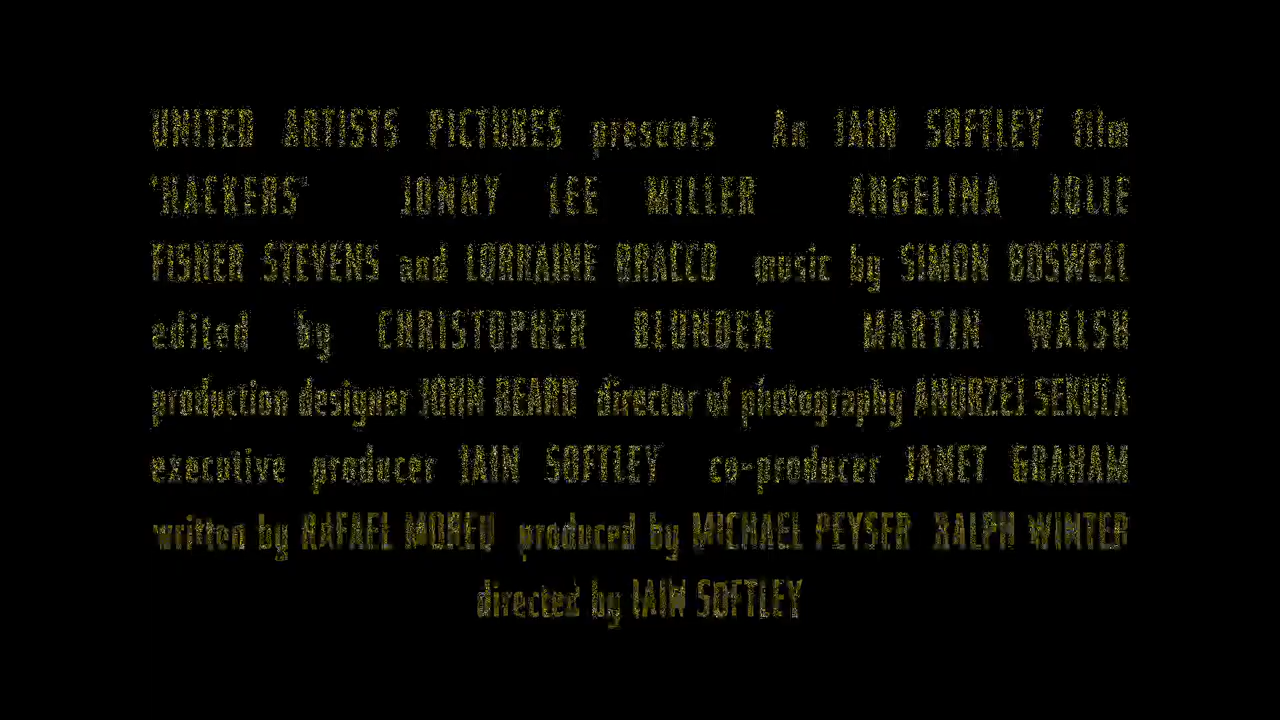 UNITED ARTISTS PICTURES presents An IAIN SOFTLEY film
"HACKERS" JONNY LEE MILLER ANGELINA JOLIE
FISHER STEVENS and LORRAINE BRACCO music by SIMON BOSWELL
edited by CHRISTOPHER BLUNDEN MARTIN WALSH
production designer JOHN BEARD director of photography ANDRZEJ SEKULA
executive producer IAIN SOFTLEY co-producer JANET GRAHAM
written by RAFAEL MOREU produced by MICHAEL PEYSER RALPH WINTER
directed by IAIN SOFTLEY